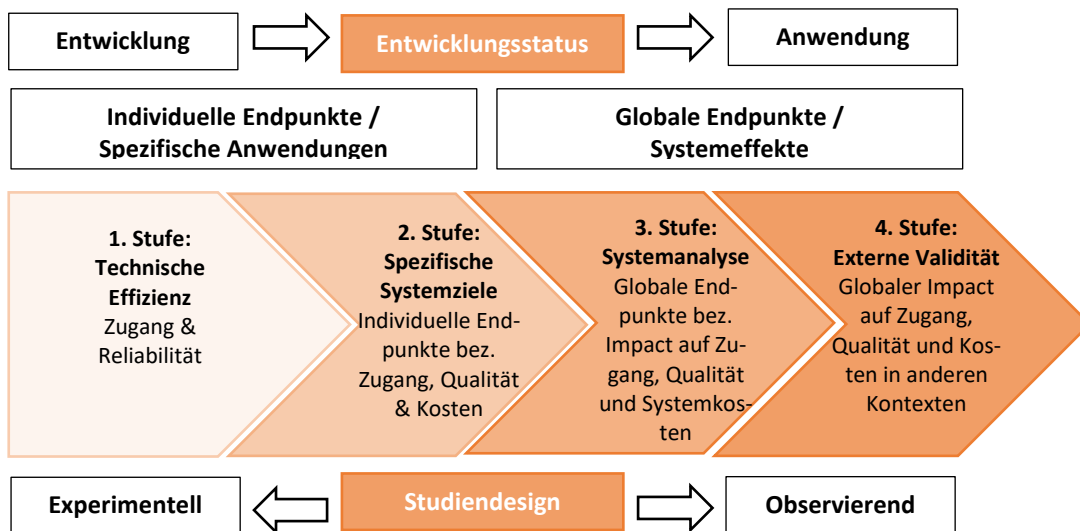 Entwicklung
Entwicklungsstatus
Anwendung
Individuelle Endpunkte /
Spezifische Anwendungen
Globale Endpunkte /
Systemeffekte
1. Stufe:
Technische
Effizienz
Zugang &
Reliabilität
2. Stufe:
Spezifische
Systemziele
Individuelle End-
punkte bez.
Zugang, Qualität
& Kosten
3. Stufe:
Systemanalyse
Globale End-
punkte bez.
Impact auf Zu-
gang, Qualität
und Systemkos-
ten
4. Stufe:
Externe Validität
Globaler Impact
auf Zugang,
Qualität und Kos-
ten in anderen
Kontexten
Experimentell
Studiendesign
Observierend